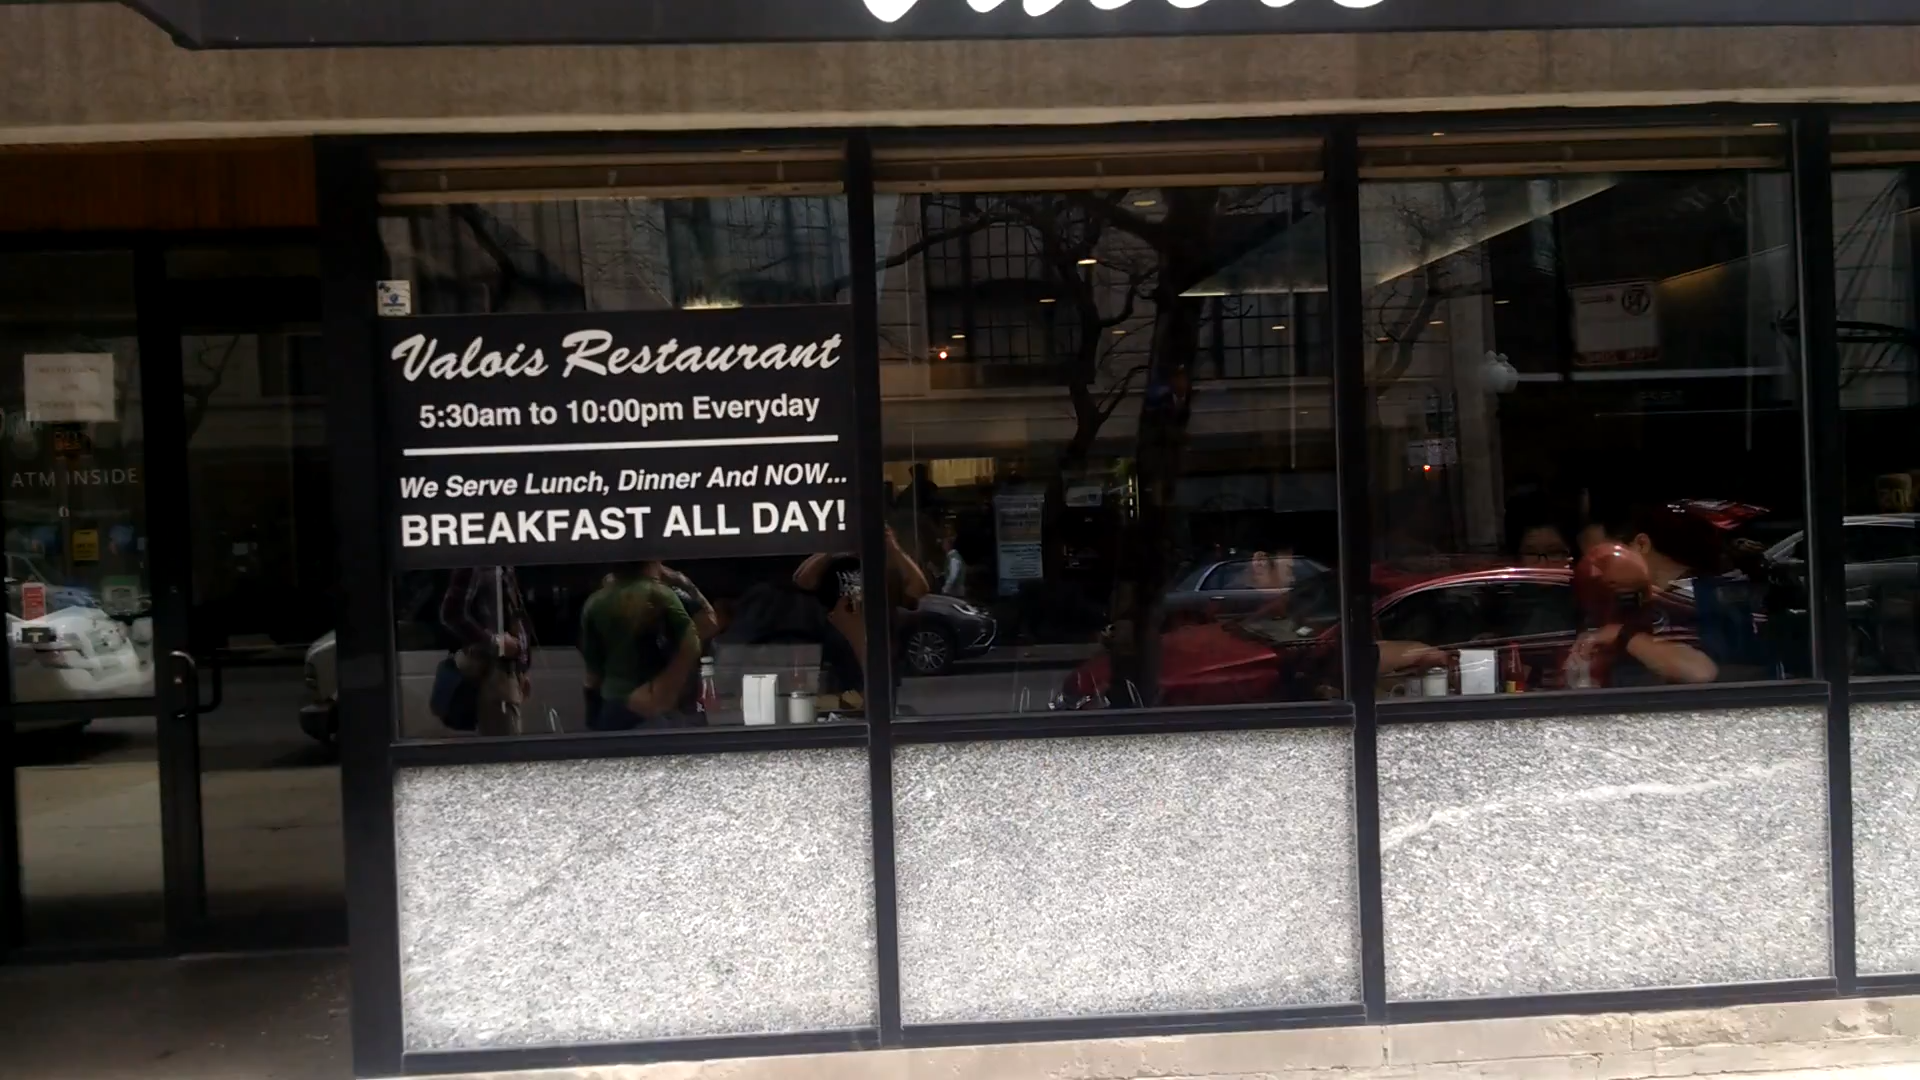 Valois
Valois Restaurant
5:30am to 10:00pm Everyday
We Serve Lunch, Dinner And NOW...
BREAKFAST ALL DAY!
ATM INSIDE